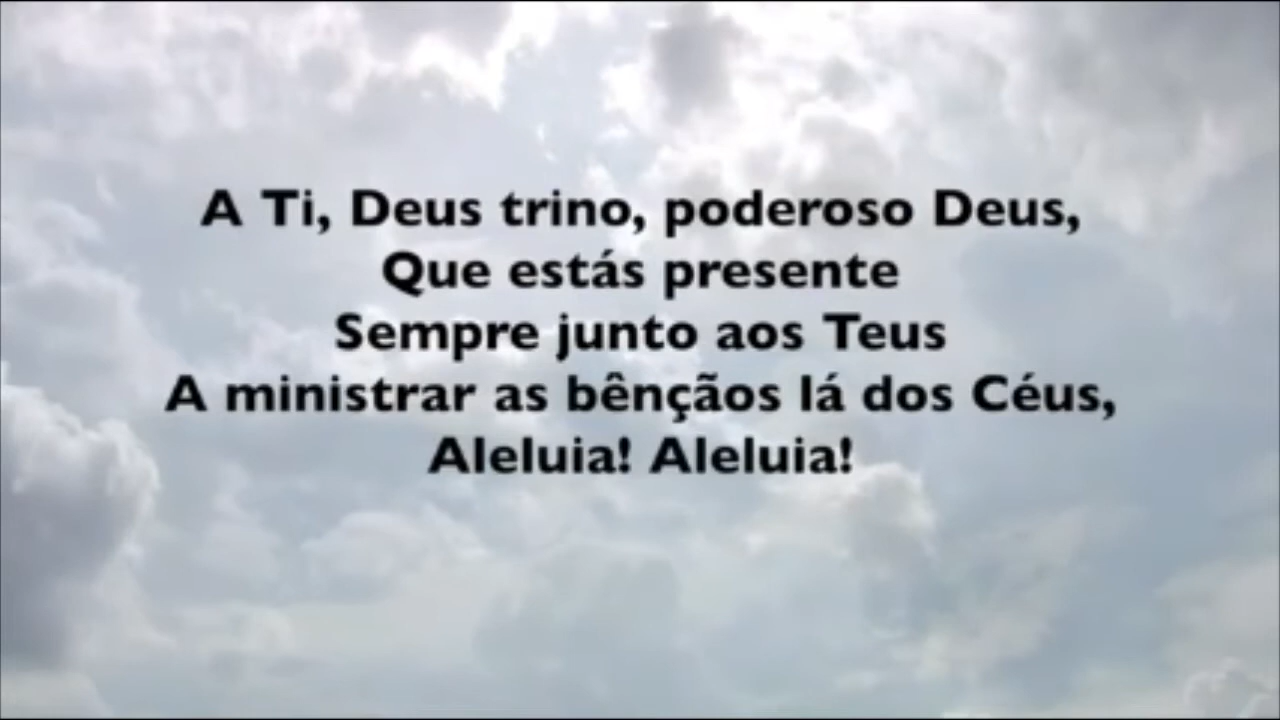 A Ti, Deus trino, poderoso Deus,
Que estás presente
Sempre junto aos Teus
A ministrar as bênçãos lá dos Céus,
Aleluia! Aleluia!